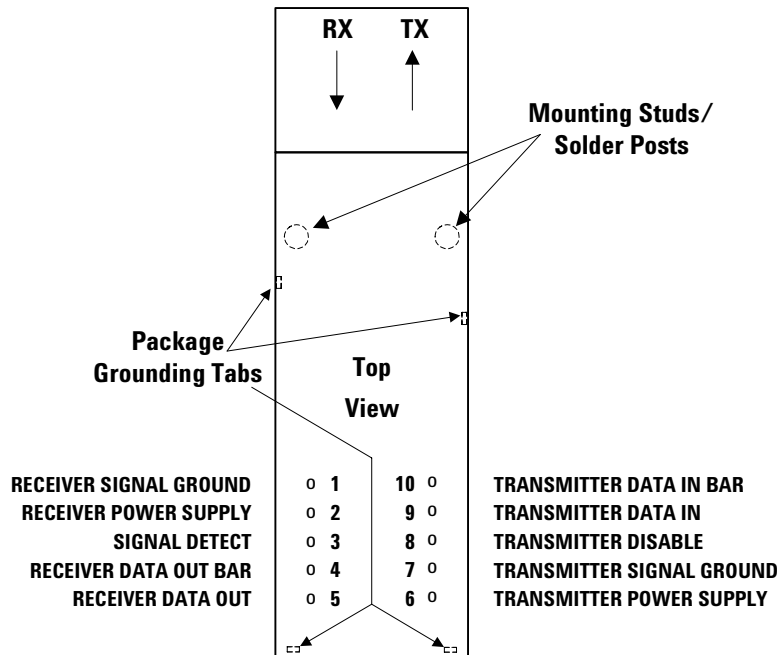 RX TX
Mounting Studs/
Solder Posts
Package
Grounding Tabs
Top
View
RECEIVER SIGNAL GROUND o 1 10 o TRANSMITTER DATA IN BAR
RECEIVER POWER SUPPLY o 2 9 o TRANSMITTER DATA IN
SIGNAL DETECT o 3 8 o TRANSMITTER DISABLE
RECEIVER DATA OUT BAR o 4 7 o TRANSMITTER SIGNAL GROUND
RECEIVER DATA OUT o 5 6 o TRANSMITTER POWER SUPPLY